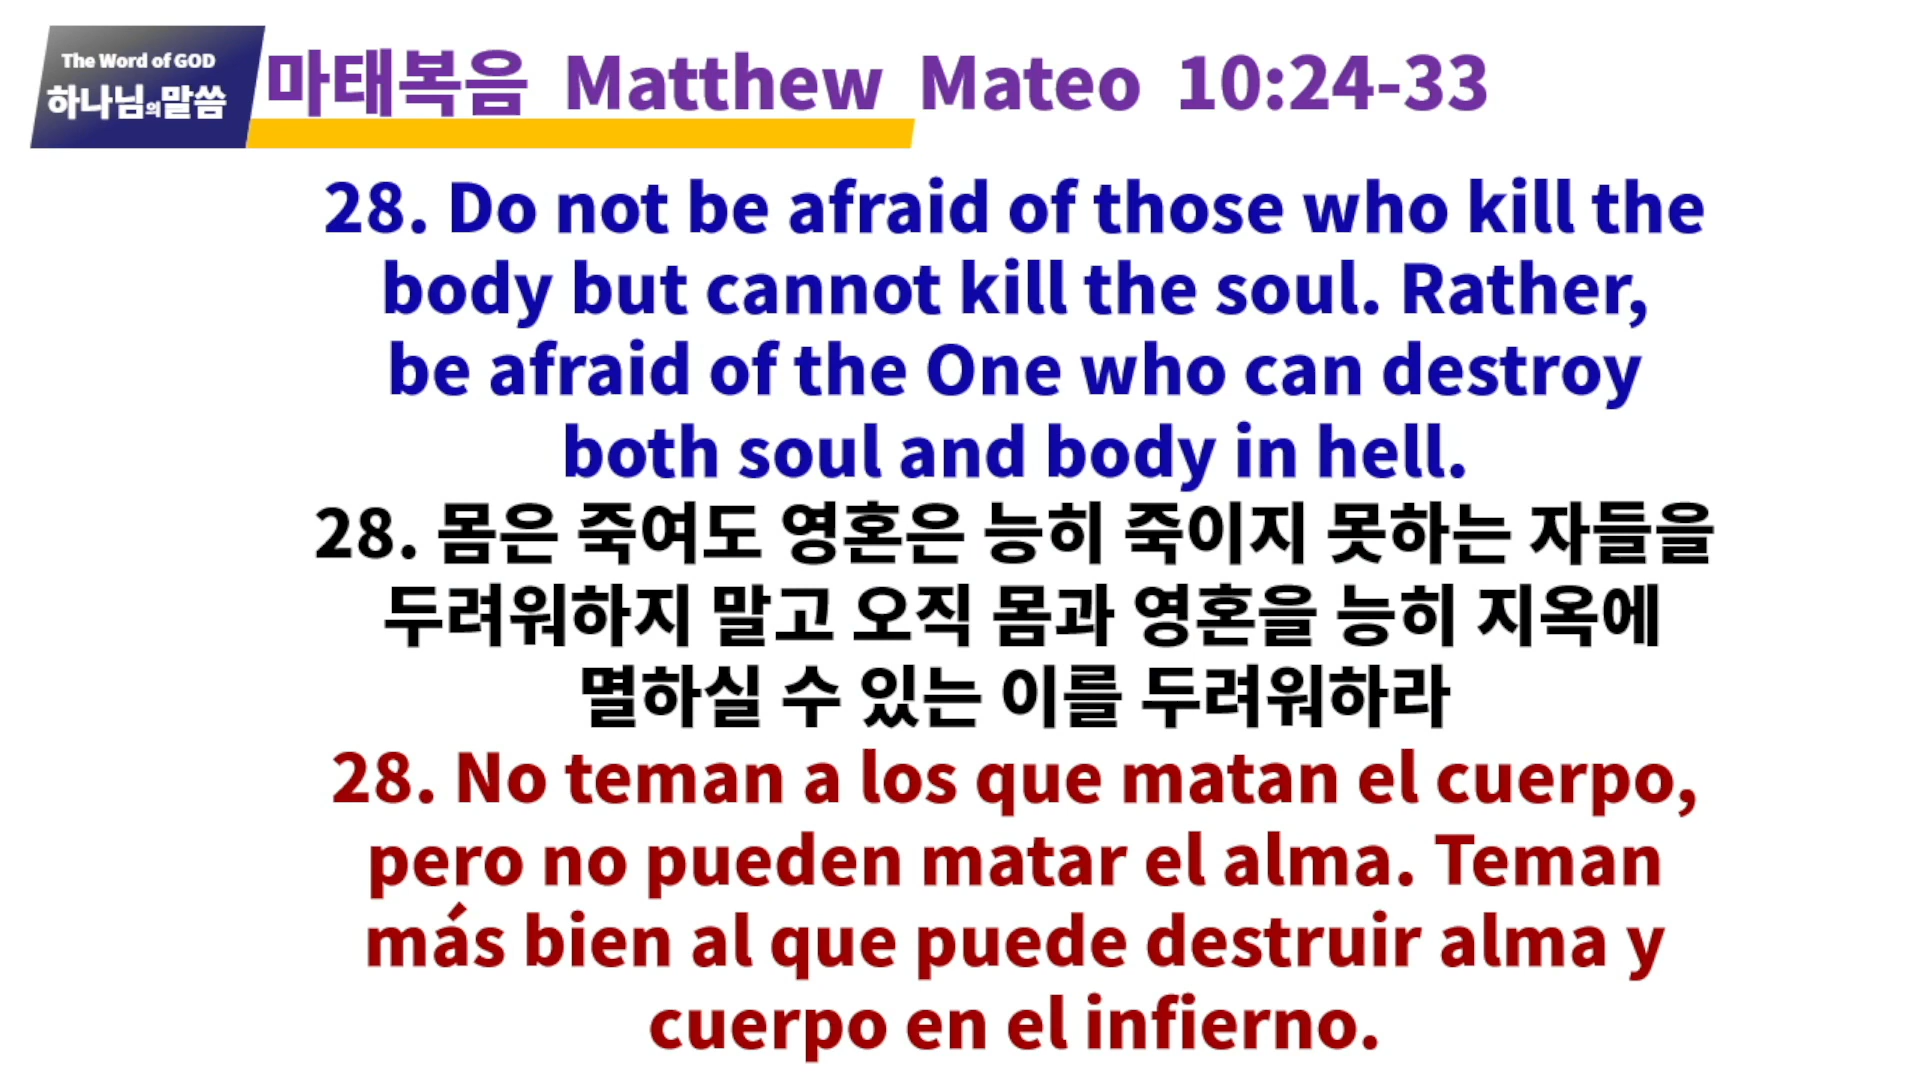 The Word of GOD
하나님의말씀
마태복음 Matthew Mateo 10:24-33
28. Do not be afraid of those who kill the
body but cannot kill the soul. Rather,
be afraid of the One who can destroy
both soul and body in hell.
28. 몸은 죽여도 영혼은 능히 죽이지 못하는 자들을
두려워하지 말고 오직 몸과 영혼을 능히 지옥에
멸하실 수 있는 이를 두려워하라
28. No teman a los que matan el cuerpo,
pero no pueden matar el alma. Teman
más bien al que puede destruir alma y
cuerpo en el infierno.